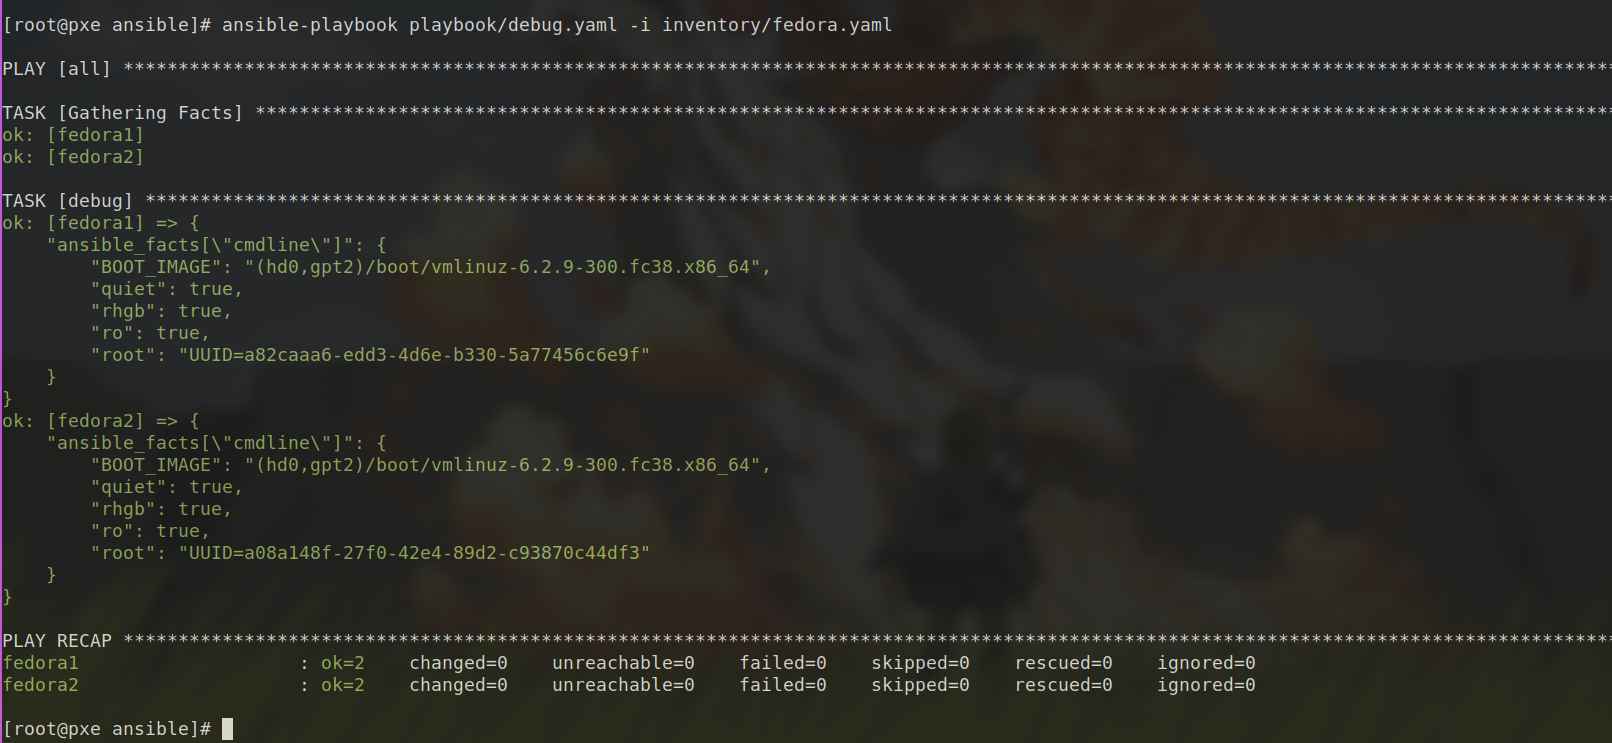 [root@pxe ansible]# ansible-playbook playbook/debug.yaml -i inventory/fedora.yaml
PLAY [all] ****************************************************************************************************************************************
TASK [Gathering Facts] ****************************************************************************************************************************
ok: [fedora1]
ok: [fedora2]
TASK [debug] **************************************************************************************************************************************
ok: [fedora1] => {
    "ansible_facts[\"cmdline\"]": {
        "BOOT_IMAGE": "(hd0,gpt2)/boot/vmlinuz-6.2.9-300.fc38.x86_64",
        "quiet": true,
        "rhgb": true,
        "ro": true,
        "root": "UUID=a82caaa6-edd3-4d6e-b330-5a77456c6e9f"
    }
}
ok: [fedora2] => {
    "ansible_facts[\"cmdline\"]": {
        "BOOT_IMAGE": "(hd0,gpt2)/boot/vmlinuz-6.2.9-300.fc38.x86_64",
        "quiet": true,
        "rhgb": true,
        "ro": true,
        "root": "UUID=a08a148f-27f0-42e4-89d2-c93870c44df3"
    }
}
PLAY RECAP ****************************************************************************************************************************************
fedora1                    : ok=2    changed=0    unreachable=0    failed=0    skipped=0    rescued=0    ignored=0
fedora2                    : ok=2    changed=0    unreachable=0    failed=0    skipped=0    rescued=0    ignored=0
[root@pxe ansible]#